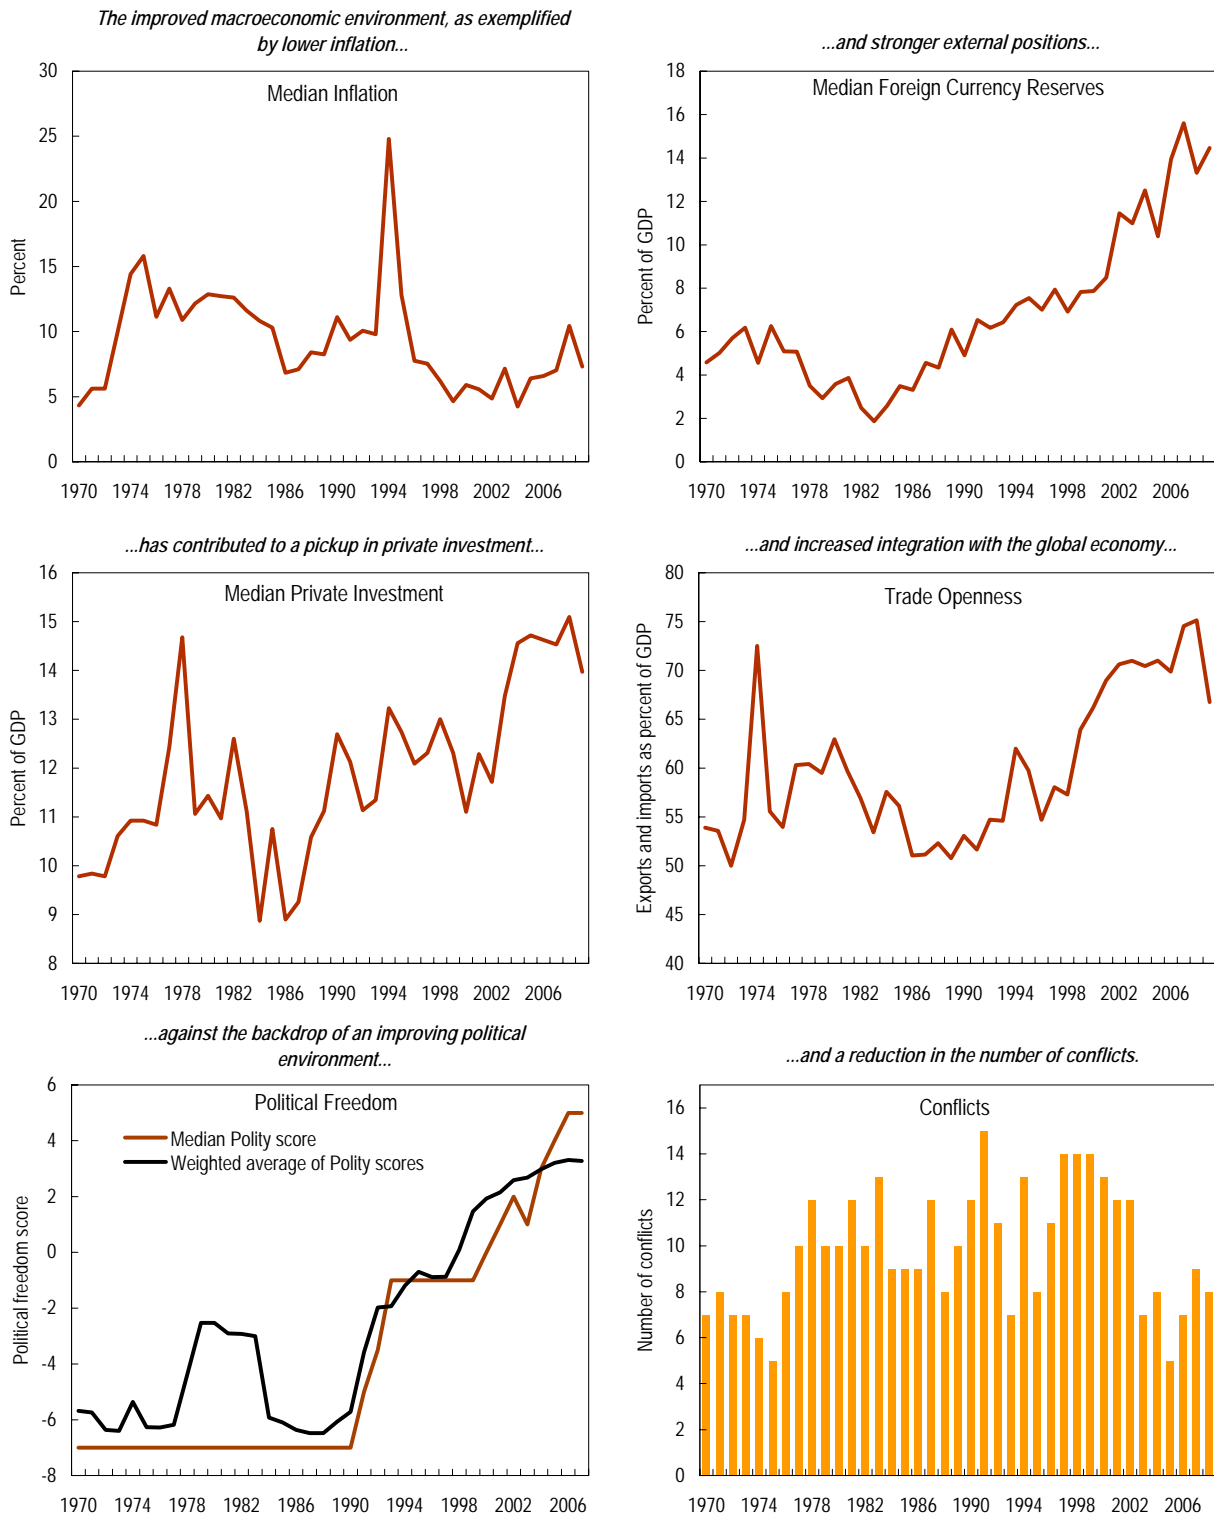 The improved macroeconomic environment, as exemplified
by lower inflation...
Median Inflation
Percent
30
25
20
15
10
5
0
1970 1974 1978 1982 1986 1990 1994 1998 2002 2006
...and stronger external positions...
Median Foreign Currency Reserves
Percent of GDP
18
16
14
12
10
8
6
4
2
0
1970 1974 1978 1982 1986 1990 1994 1998 2002 2006
...has contributed to a pickup in private investment...
Median Private Investment
Percent of GDP
16
15
14
13
12
11
10
9
8
1970 1974 1978 1982 1986 1990 1994 1998 2002 2006
...and increased integration with the global economy...
Trade Openness
Exports and imports as percent of GDP
80
75
70
65
60
55
50
45
40
1970 1974 1978 1982 1986 1990 1994 1998 2002 2006
...against the backdrop of an improving political
environment...
Political Freedom
Median Polity score
Weighted average of Polity scores
Political freedom score
6
4
2
0
-2
-4
-6
-8
1970 1974 1978 1982 1986 1990 1994 1998 2002 2006
...and a reduction in the number of conflicts.
Conflicts
Number of conflicts
16
14
12
10
8
6
4
2
0
1970 1974 1978 1982 1986 1990 1994 1998 2002 2006